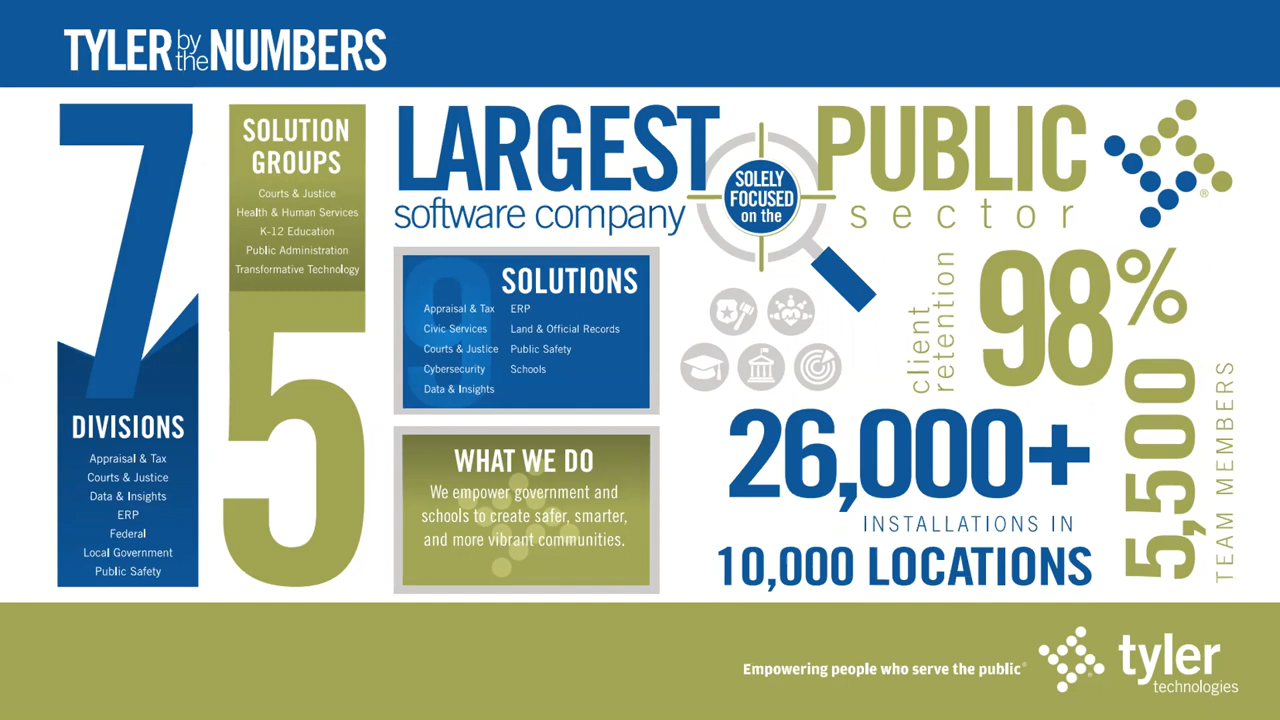 TYLER by the NUMBERS
7
DIVISIONS
Appraisal & Tax
Courts & Justice
Data & Insights
ERP
Federal
Local Government
Public Safety
SOLUTION
GROUPS
Courts & Justice
Health & Human Services
K-12 Education
Public Administration
Transformative Technology
5
LARGEST
software company
SOLELY
FOCUSED
on the
PUBLIC
sector
®
9
SOLUTIONS
Appraisal & Tax
Civic Services
Courts & Justice
Cybersecurity
Data & Insights
ERP
Land & Official Records
Public Safety
Schools
WHAT WE DO
We empower government and
schools to create safer, smarter,
and more vibrant communities.
client
retention
98%
26,000+
INSTALLATIONS IN
10,000 LOCATIONS
5,500
TEAM MEMBERS
Empowering people who serve the public®
tyler
technologies